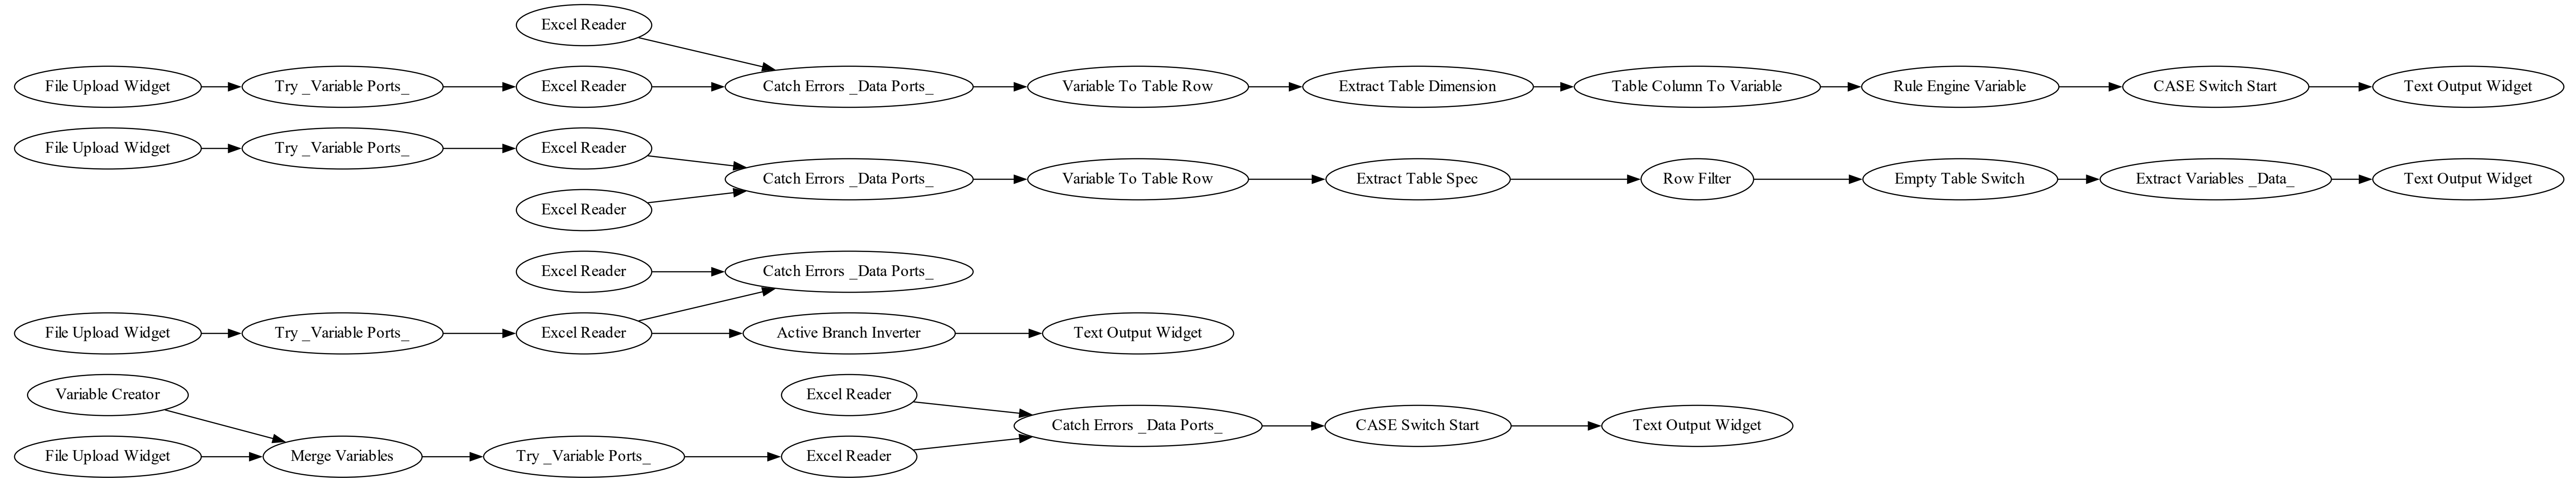 Excel Reader
File Upload Widget
Try _Variable Ports_
Excel Reader
Catch Errors _Data Ports_
Variable To Table Row
Extract Table Dimension
Table Column To Variable
Rule Engine Variable
CASE Switch Start
Text Output Widget
File Upload Widget
Try _Variable Ports_
Excel Reader
Excel Reader
Catch Errors _Data Ports_
Variable To Table Row
Extract Table Spec
Row Filter
Empty Table Switch
Extract Variables _Data_
Text Output Widget
Excel Reader
Catch Errors _Data Ports_
File Upload Widget
Try _Variable Ports_
Excel Reader
Active Branch Inverter
Text Output Widget
Variable Creator
File Upload Widget
Merge Variables
Try _Variable Ports_
Excel Reader
Excel Reader
Catch Errors _Data Ports_
CASE Switch Start
Text Output Widget